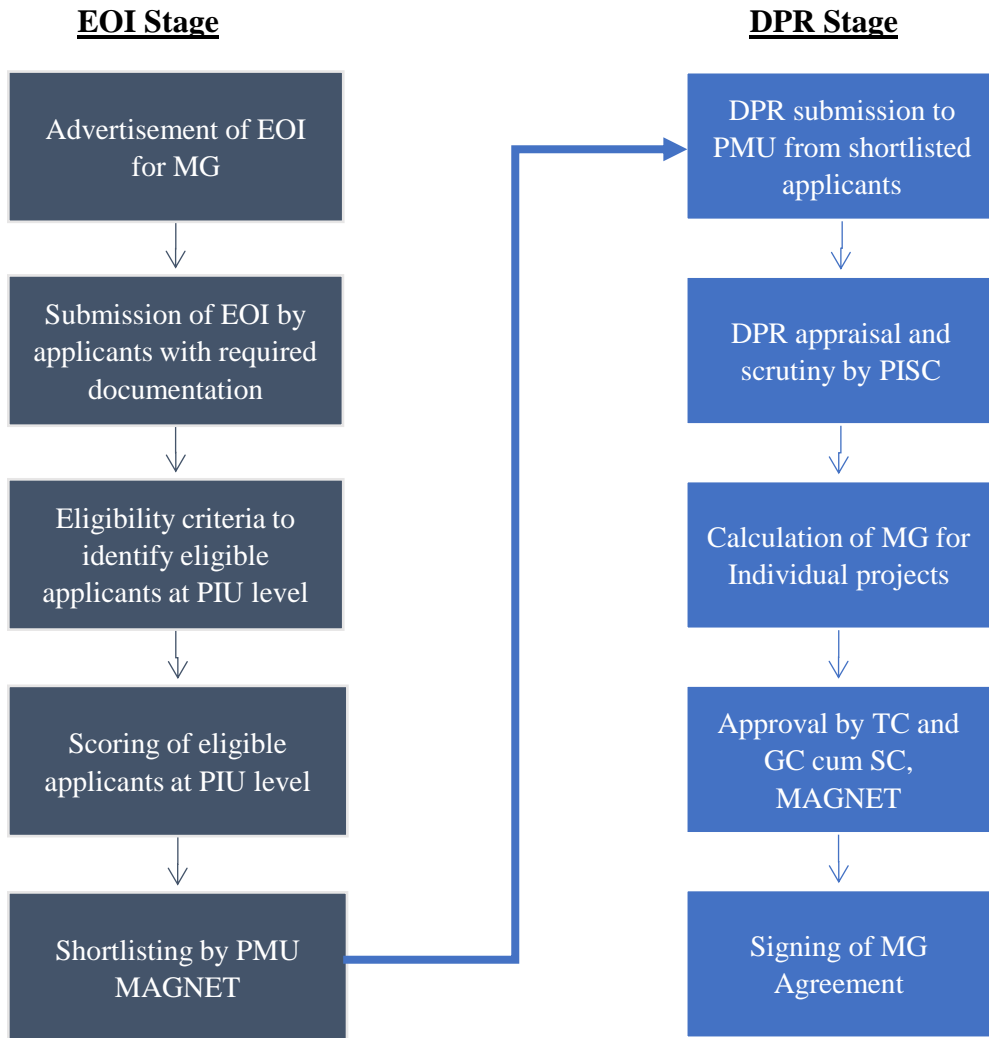 EOI Stage
Advertisement of EOI
for MG
Submission of EOI by
applicants with required
documentation
Eligibility criteria to
identify eligible
applicants at PIU level
Scoring of eligible
applicants at PIU level
Shortlisting by PMU
MAGNET
DPR Stage
DPR submission to
PMU from shortlisted
applicants
DPR appraisal and
scrutiny by PISC
Calculation of MG for
Individual projects
Approval by TC and
GC cum SC,
MAGNET
Signing of MG
Agreement